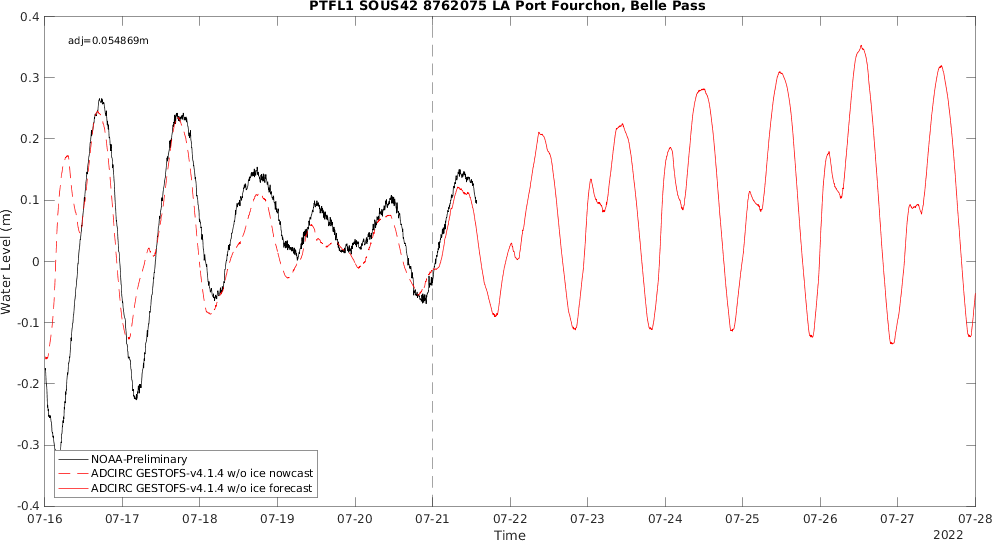 PTFL1 SOUS42 8762075 LA Port Fourchon, Belle Pass
adj=0.054869m
0.4
0.3
0.2
0.1
0
-0.1
-0.2
-0.3
-0.4
Water Level (m)
NOAA-Preliminary
ADCIRC GESTOFS-v4.1.4 w/o ice nowcast
ADCIRC GESTOFS-v4.1.4 w/o ice forecast
07-16 07-17 07-18 07-19 07-20 07-21 07-22 07-23 07-24 07-25 07-26 07-27 07-28
Time
2022